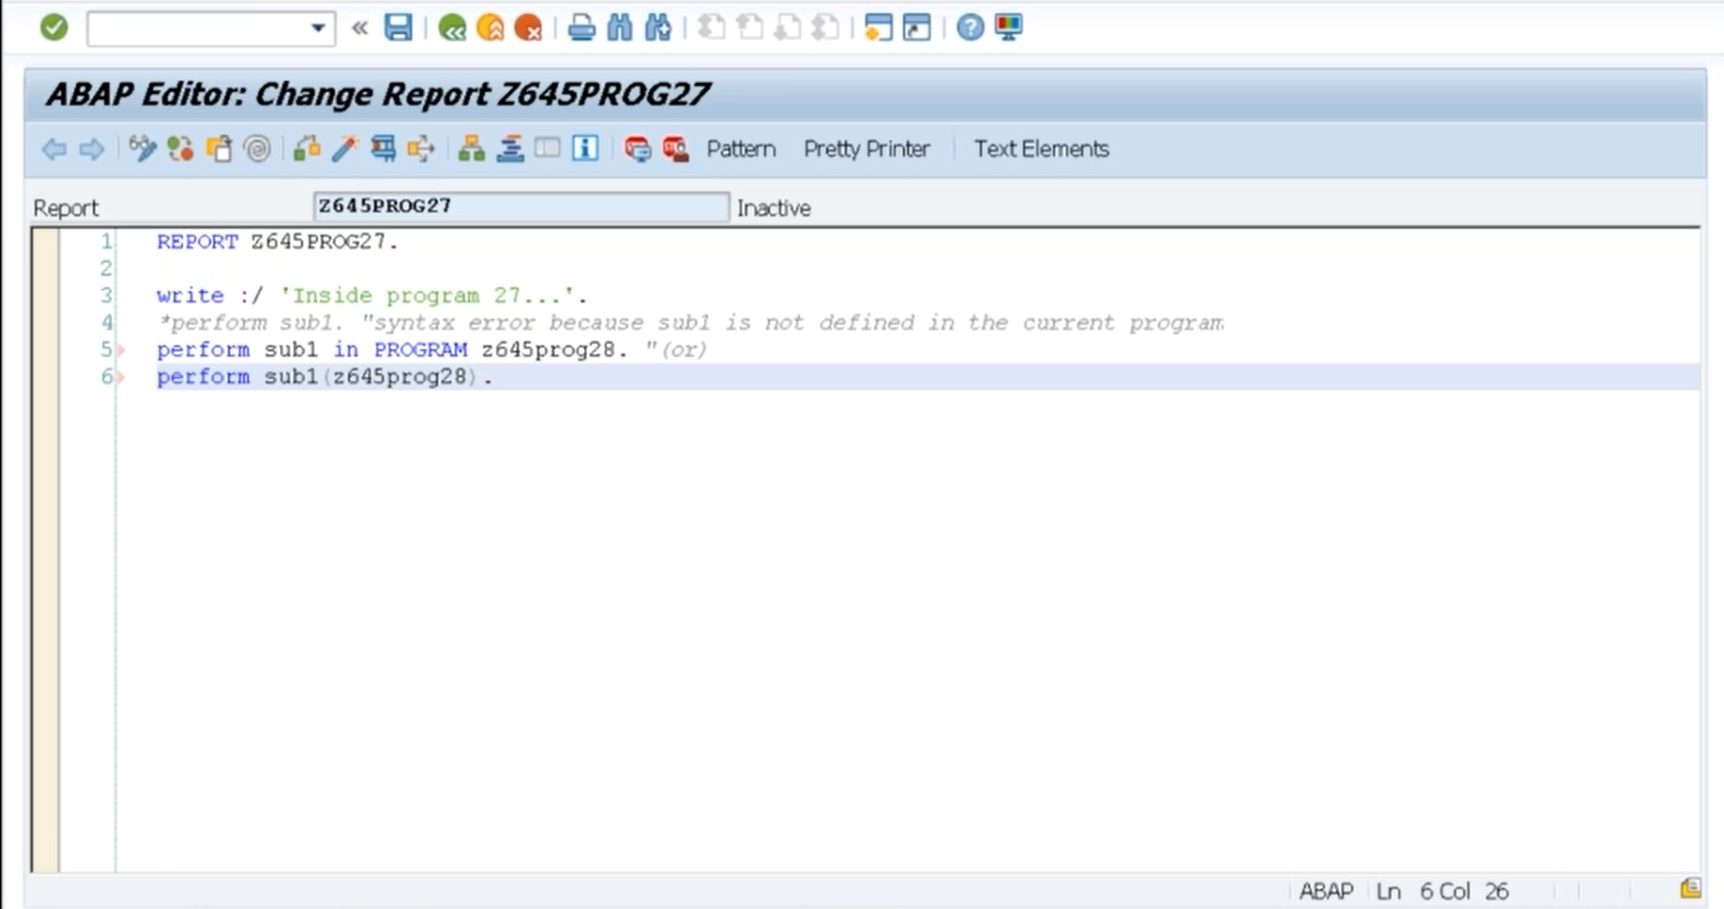 ABAP Editor: Change Report Z645PROG27
Pattern Pretty Printer Text Elements
Report Z645PROG27 Inactive
1 REPORT Z645PROG27.
2
3 write :/ 'Inside program 27...'.
4 *perform sub1. "syntax error because sub1 is not defined in the current program
5 perform sub1 in PROGRAM z645prog28. "(or)
6 perform sub1(z645prog28).
ABAP Ln 6 Col 26